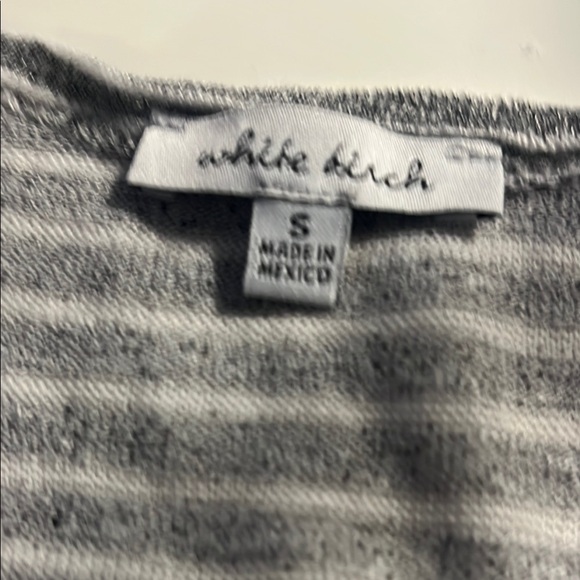 white birch
S
MADE IN
MEXICO